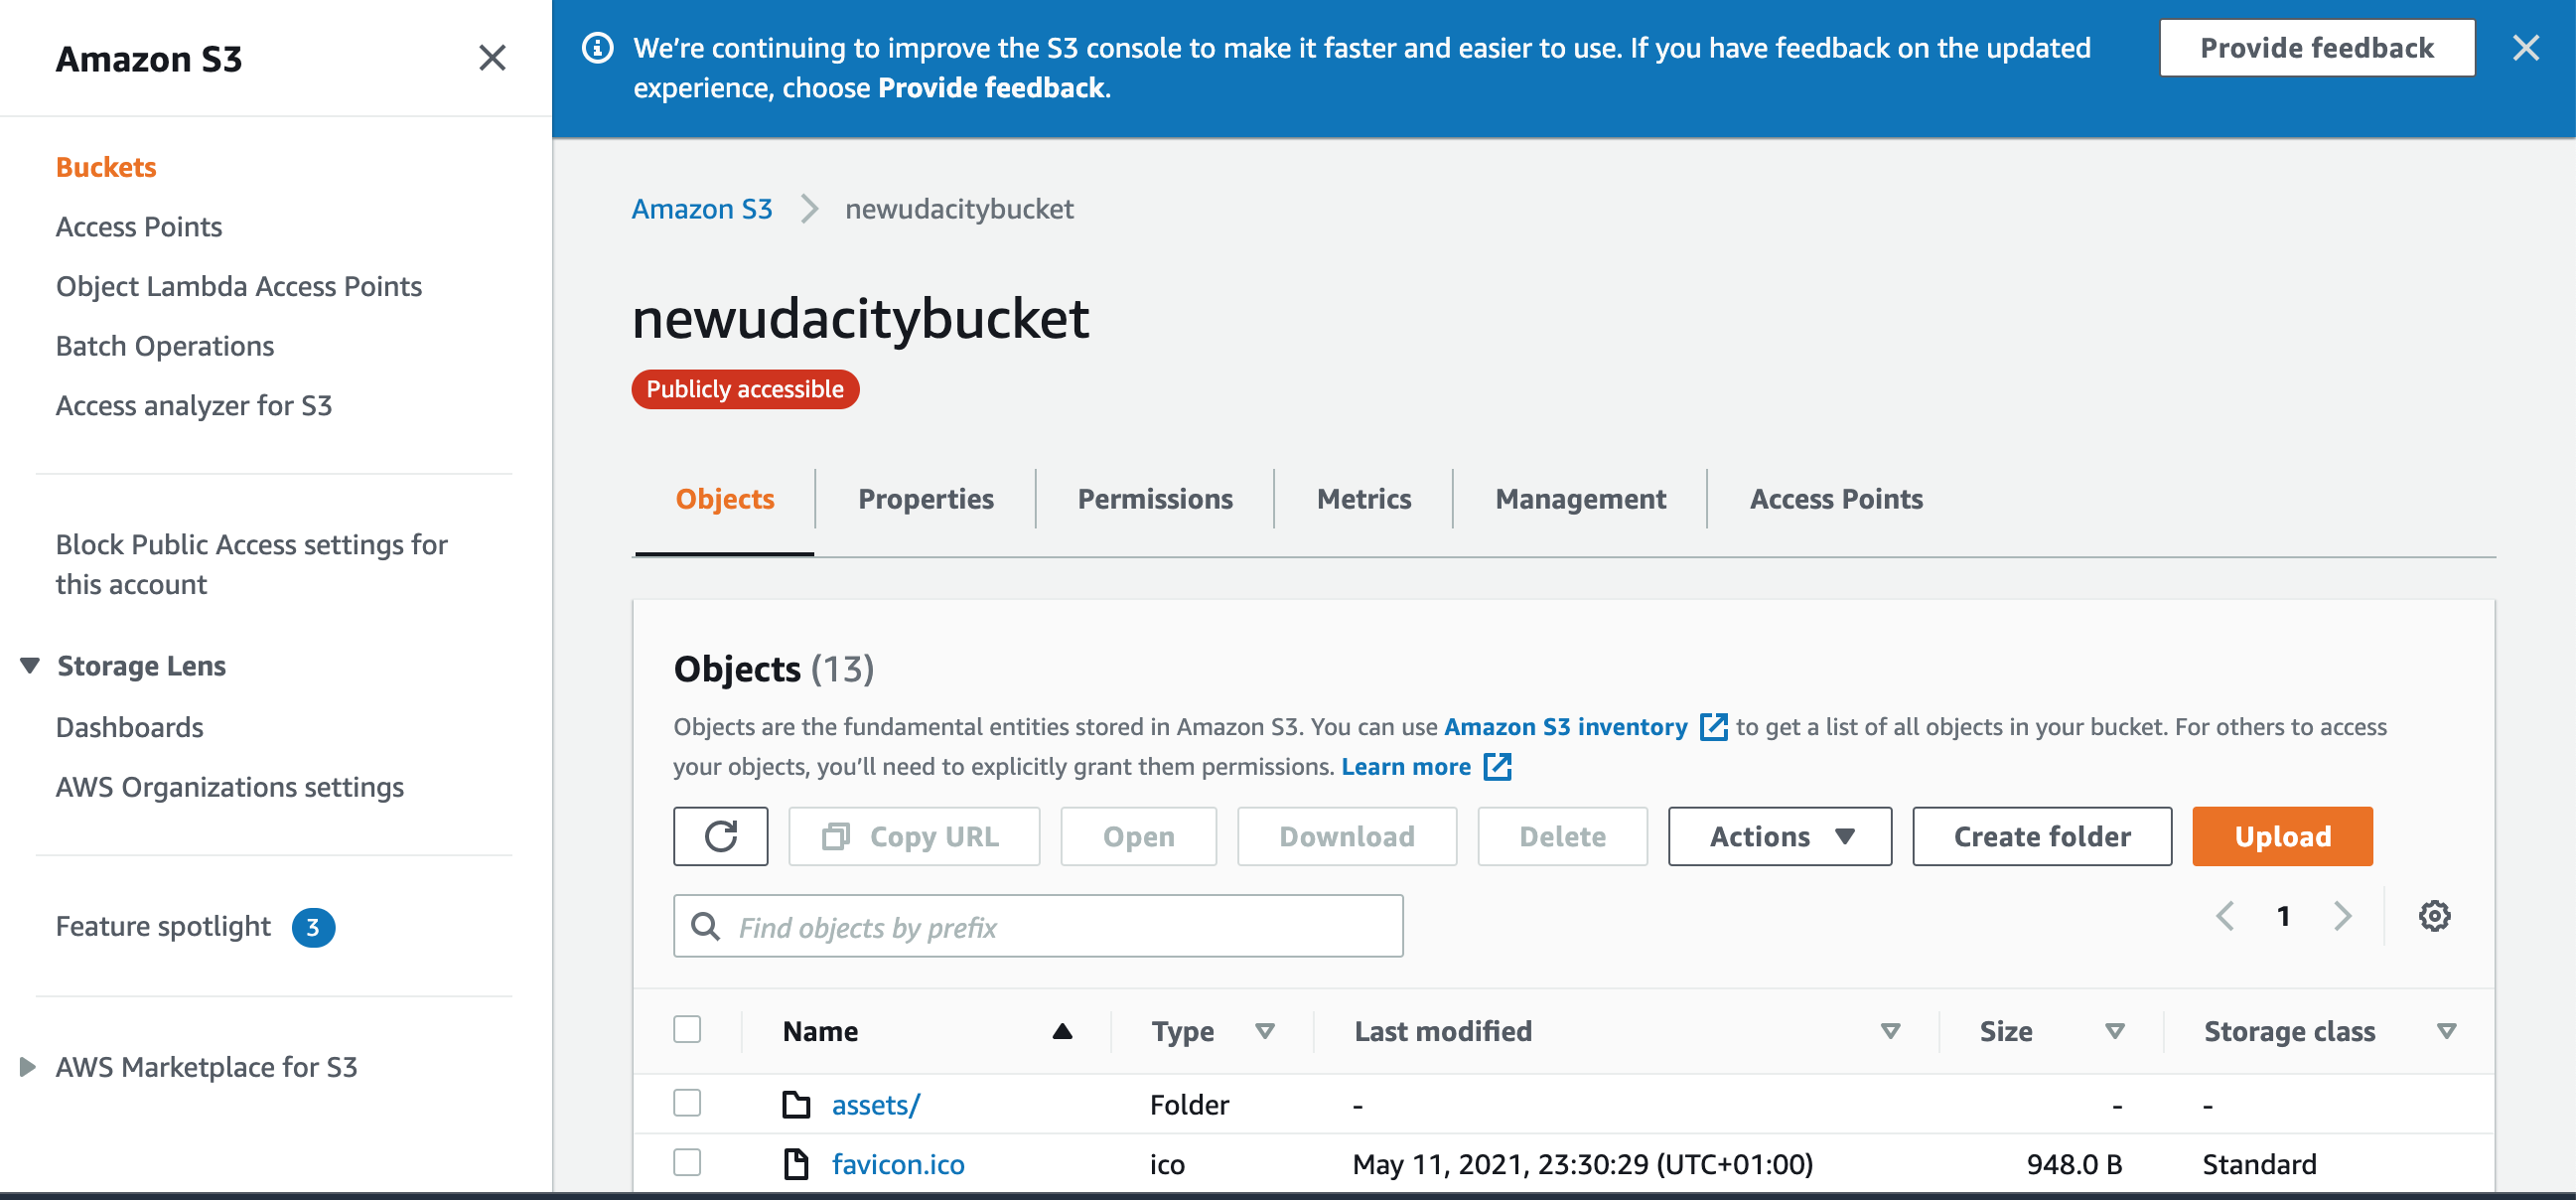 Amazon S3
Buckets
Access Points
Object Lambda Access Points
Batch Operations
Access analyzer for S3
Block Public Access settings for
this account
Storage Lens
Dashboards
AWS Organizations settings
Feature spotlight 3
AWS Marketplace for S3
We're continuing to improve the S3 console to make it faster and easier to use. If you have feedback on the updated
experience, choose Provide feedback.
Provide feedback
Amazon S3 newudacitybucket
newudacitybucket
Publicly accessible
Objects Properties Permissions Metrics Management Access Points
Objects (13)
Objects are the fundamental entities stored in Amazon S3. You can use Amazon S3 inventory to get a list of all objects in your bucket. For others to access
your objects, you'll need to explicitly grant them permissions. Learn more
Copy URL Open Download Delete Actions Create folder Upload
Find objects by prefix
1
Name Type Last modified Size Storage class
assets/ Folder - - -
favicon.ico ico May 11, 2021, 23:30:29 (UTC+01:00) 948.0 B Standard